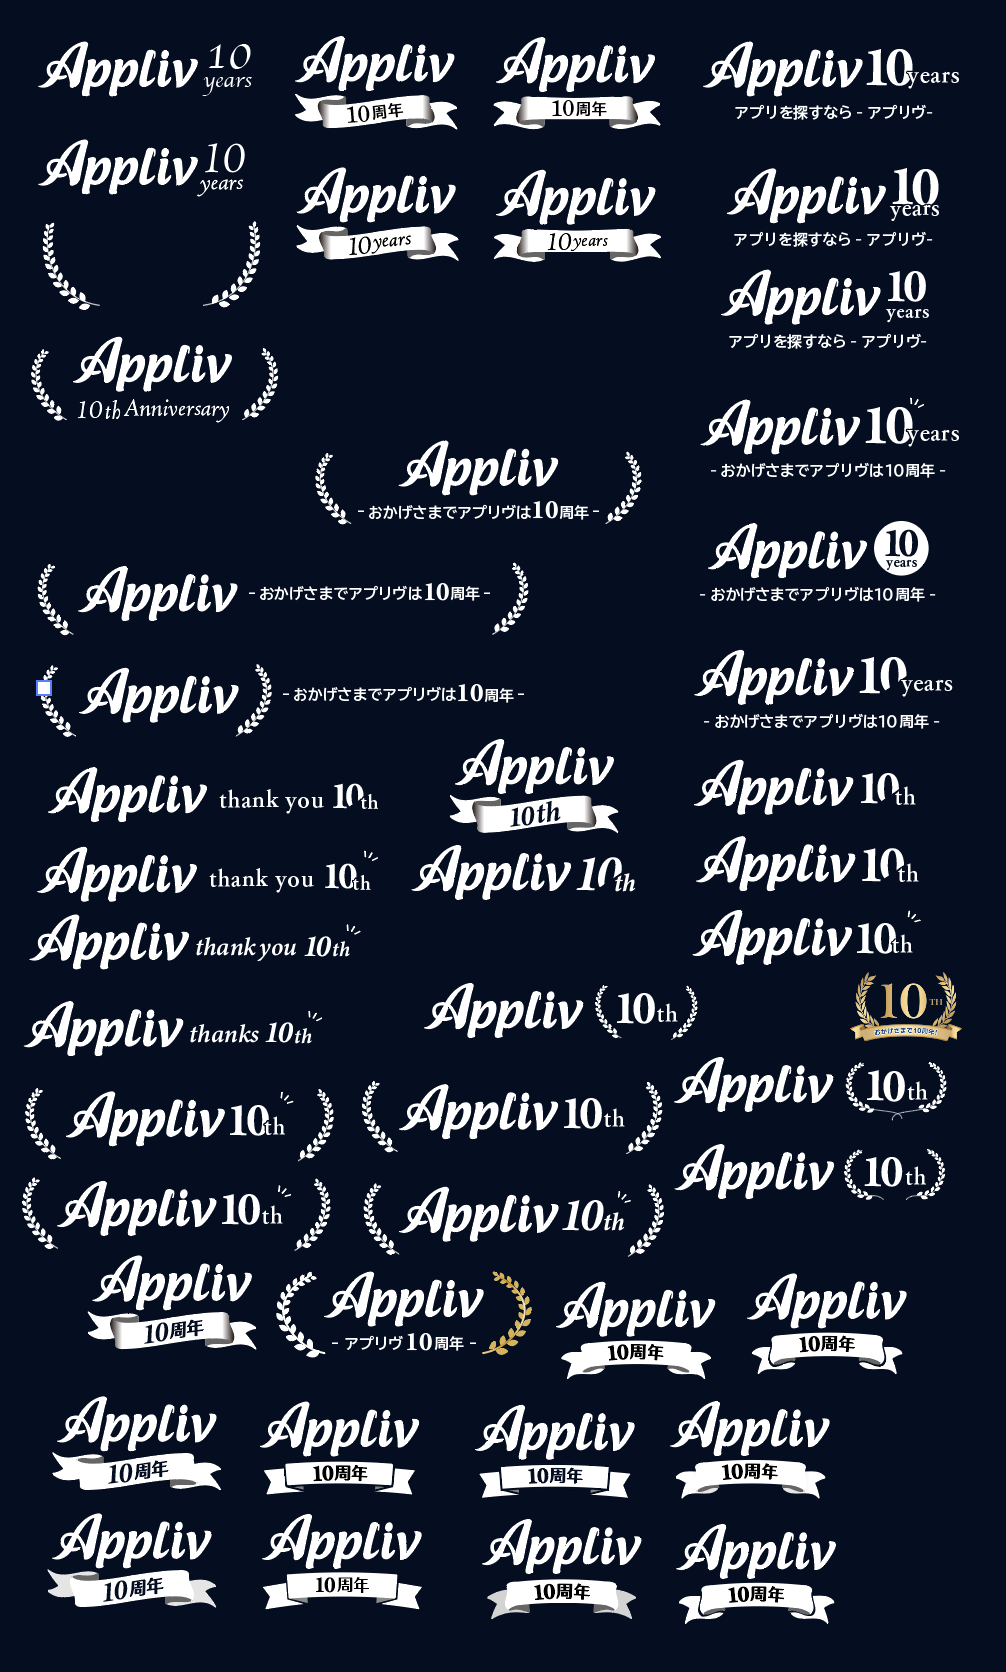 Appliv 10 years
Appliv
10周年
Appliv
10周年
Appliv 10years
アプリを探すなら - アプリヴ-
Appliv 10 years
Appliv
10years
Appliv
10years
Appliv 10 years
アプリを探すなら - アプリヴ-
Appliv 10 years
アプリを探すなら - アプリヴ-
Appliv
10th Anniversary
Appliv 10years
- おかげさまでアプリヴは10周年 -
Appliv
- おかげさまでアプリヴは10周年 -
Appliv 10 years
- おかげさまでアプリヴは10周年 -
Appliv - おかげさまでアプリヴは10周年 -
Appliv - おかげさまでアプリヴは10周年 -
Appliv 10years
- おかげさまでアプリヴは10周年 -
Appliv thank you 10th
Appliv
10th
Appliv 10th
Appliv thank you 10th
Appliv 10th
Appliv 10th
Appliv thank you 10th
Appliv 10th
Appliv thanks 10th
Appliv 10th
10TH
おかげさまで10周年!
Appliv 10th
Appliv 10th
Appliv 10th
Appliv 10th
Appliv 10th
Appliv 10th
Appliv
10周年
Appliv
- アプリヴ 10周年 -
Appliv
10周年
Appliv
10周年
Appliv
10周年
Appliv
10周年
Appliv
10周年
Appliv
10周年
Appliv
10周年
Appliv
10周年
Appliv
10周年
Appliv
10周年